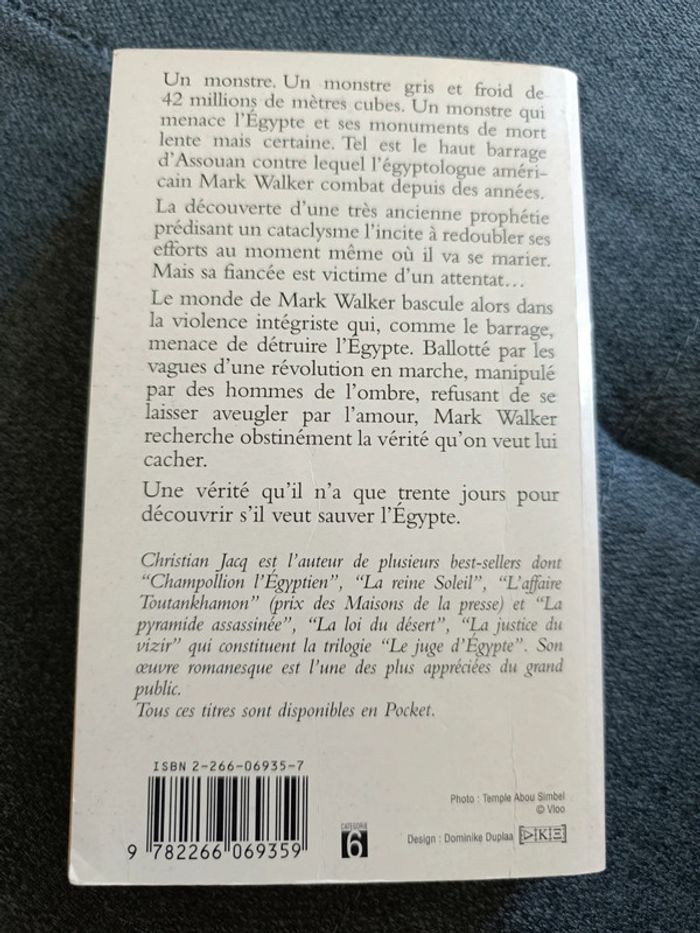 Un monstre. Un monstre gris et froid de
42 millions de mètres cubes. Un monstre qui
menace l'Égypte et ses monuments de mort
lente mais certaine. Tel est le haut barrage
d'Assouan contre lequel l'égyptologue améri-
cain Mark Walker combat depuis des années.
La découverte d'une très ancienne prophétie
prédisant un cataclysme l'incite à redoubler ses
efforts au moment même où il va se marier.
Mais sa fiancée est victime d'un attentat…
Le monde de Mark Walker bascule alors dans
la violence intégriste qui, comme le barrage,
menace de détruire l'Égypte. Ballotté par les
vagues d'une révolution en marche, manipulé
par des hommes de l'ombre, refusant de se
laisser aveugler par l'amour, Mark Walker
recherche obstinément la vérité qu'on veut lui
cacher.
Une vérité qu'il n'a que trente jours pour
découvrir s'il veut sauver l'Égypte.
Christian Jacq est l'auteur de plusieurs best-sellers dont
"Champollion l'Égyptien", "La reine Soleil", "L'affaire
Toutankhamon" (prix des Maisons de la presse) et "La
pyramide assassinée", "La loi du désert", "La justice du
vizir" qui constituent la trilogie "Le juge d'Égypte". Son
œuvre romanesque est l'une des plus appréciées du grand
public.
Tous ces titres sont disponibles en Pocket.
ISBN 2-266-06935-7
9 782266 069359
CATÉGORIE
6
Photo : Temple Abou Simbel
© Vloo
Design : Dominike Duplaa